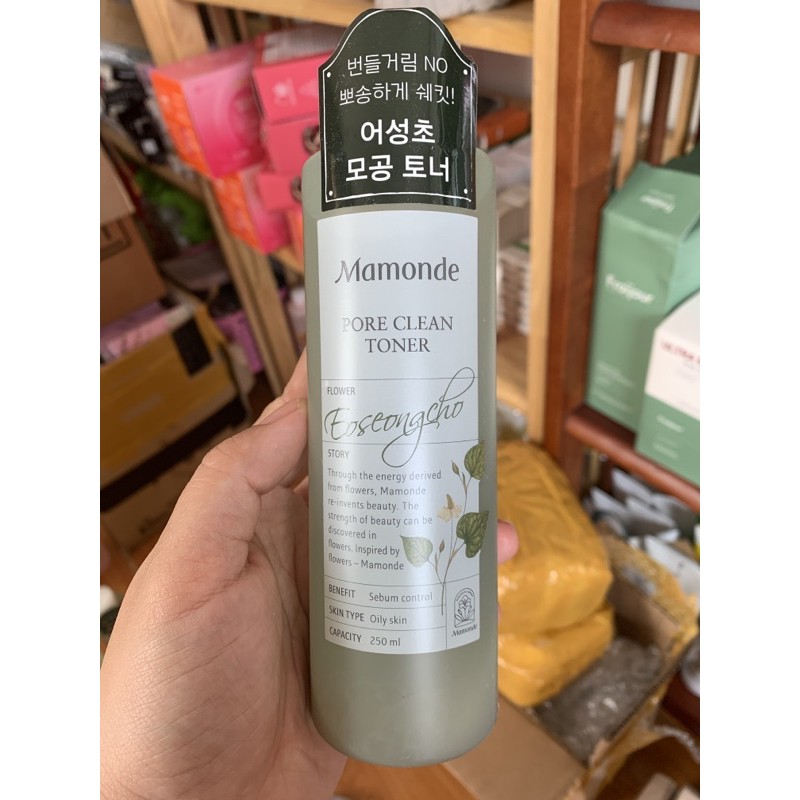 번들거림 NO
뽀송하게 쉐킷!
어성초
모공 토너
Mamonde
PORE CLEAN
TONER
FLOWER
Eoseongcho
STORY
Through the energy derived
from flowers, Mamonde
re-invents beauty. The
strength of beauty can be
discovered in
flowers. Inspired by
flowers – Mamonde
BENEFIT Sebum control
SKIN TYPE Oily skin
CAPACITY 250 ml
Mamonde